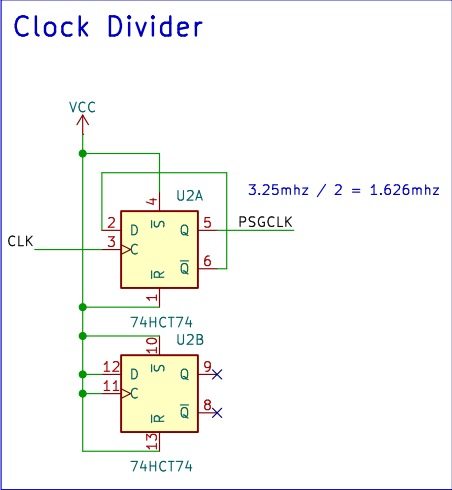 Clock Divider
VCC
U2A
3.25mhz / 2 = 1.626mhz
4
S
2
D
Q
5
PSGCLK
CLK
3
C
Q
6
R
1
74HCT74
U2B
10
S
12
D
Q
9
11
C
Q
8
R
13
74HCT74